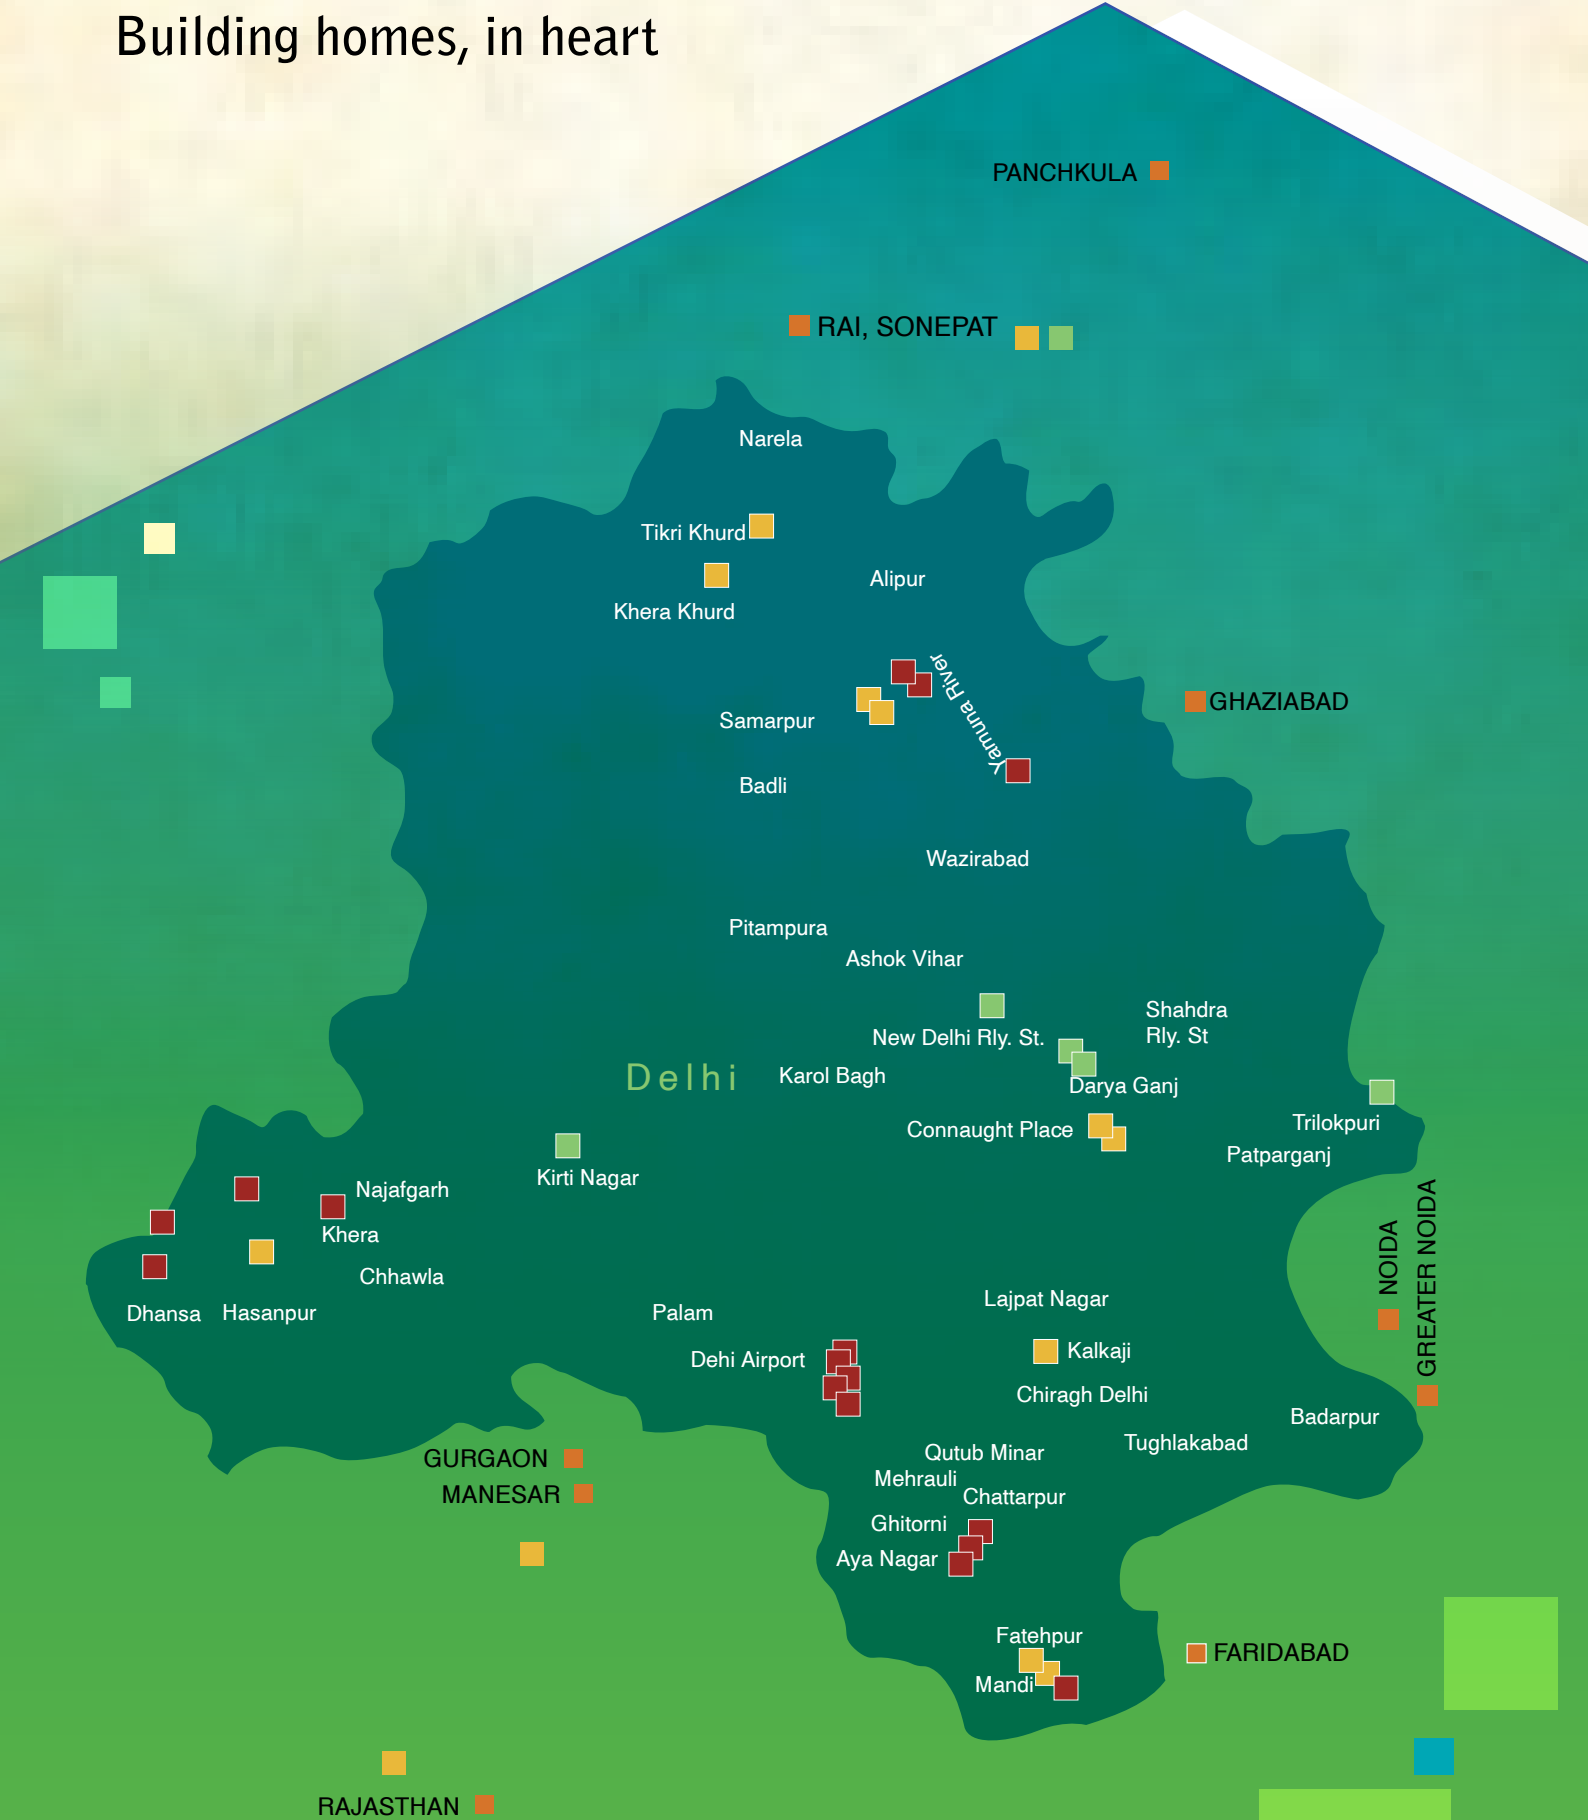 Building homes, in heart
PANCHKULA
RAI, SONEPAT
Narela
Tikri Khurd
Alipur
Khera Khurd
Yamuna River
GHAZIABAD
Samarpur
Badli
Wazirabad
Pitampura
Ashok Vihar
Shahdra
Rly. St
New Delhi Rly. St.
Delhi
Karol Bagh
Darya Ganj
Trilokpuri
Connaught Place
Patparganj
Kirti Nagar
Najafgarh
Khera
Chhawla
NOIDA
GREATER NOIDA
Dhansa
Hasanpur
Palam
Lajpat Nagar
Dehi Airport
Kalkaji
Chiragh Delhi
Badarpur
Tughlakabad
Qutub Minar
GURGAON
Mehrauli
MANESAR
Chattarpur
Ghitorni
Aya Nagar
Fatehpur
FARIDABAD
Mandi
RAJASTHAN